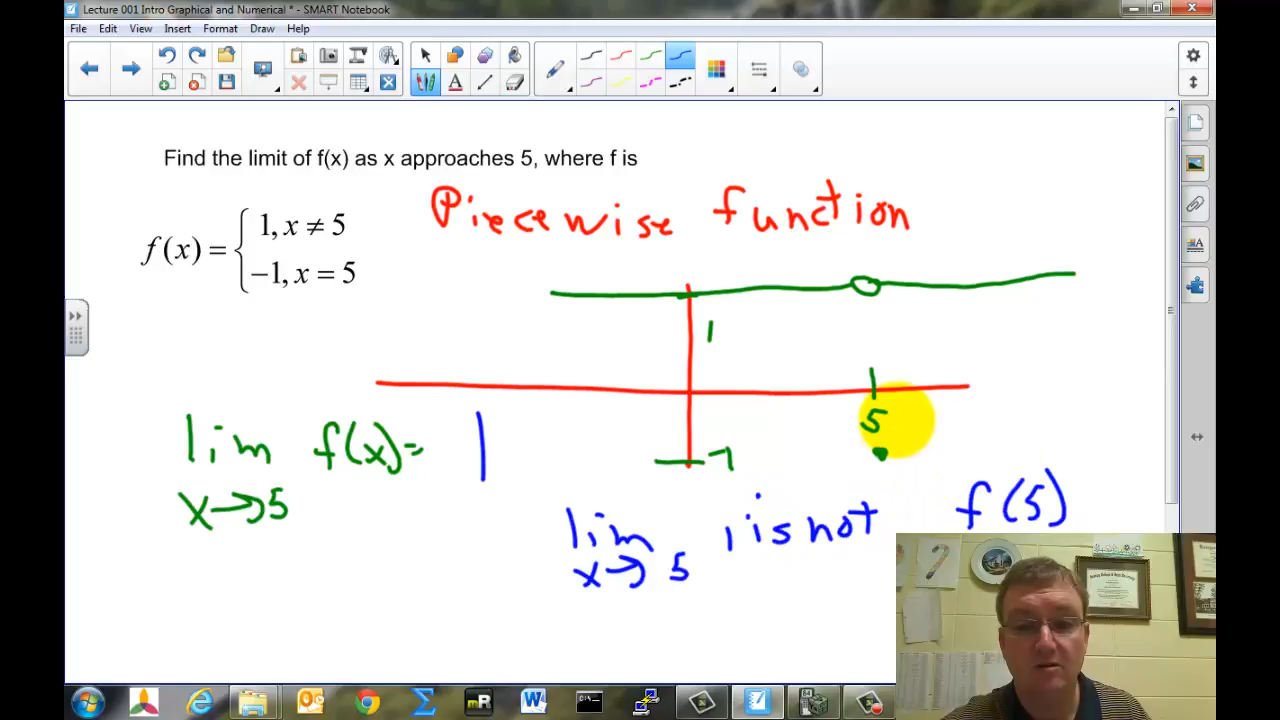 Lecture 001 Intro Graphical and Numerical * - SMART Notebook
File Edit View Insert Format Draw Help
Find the limit of f(x) as x approaches 5, where f is
Piecewise function
f(x) = { 1, x ≠ 5
−1, x = 5
1
5
-1
lim f(x) = 1
x→5
lim 1 is not f(5)
x→5